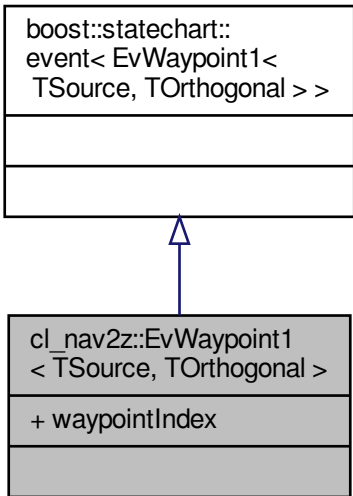 boost::statechart::
event< EvWaypoint1<
TSource, TOrthogonal > >
cl_nav2z::EvWaypoint1
< TSource, TOrthogonal >
+ waypointIndex